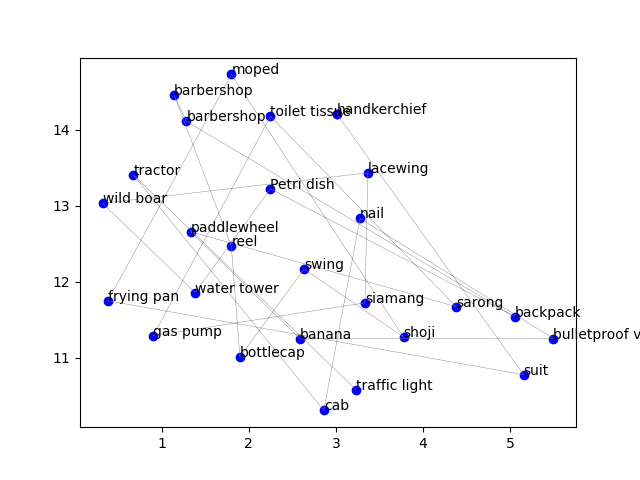 moped
barbershop
barbershop
toilet tissue
handkerchief
14
tractor
lacewing
Petri dish
13
wild boar
nail
paddlewheel
reel
swing
12
water tower
frying pan
siamang
sarong
backpack
gas pump
banana
shoji
bulletproof v
11
bottlecap
suit
traffic light
cab
1 2 3 4 5